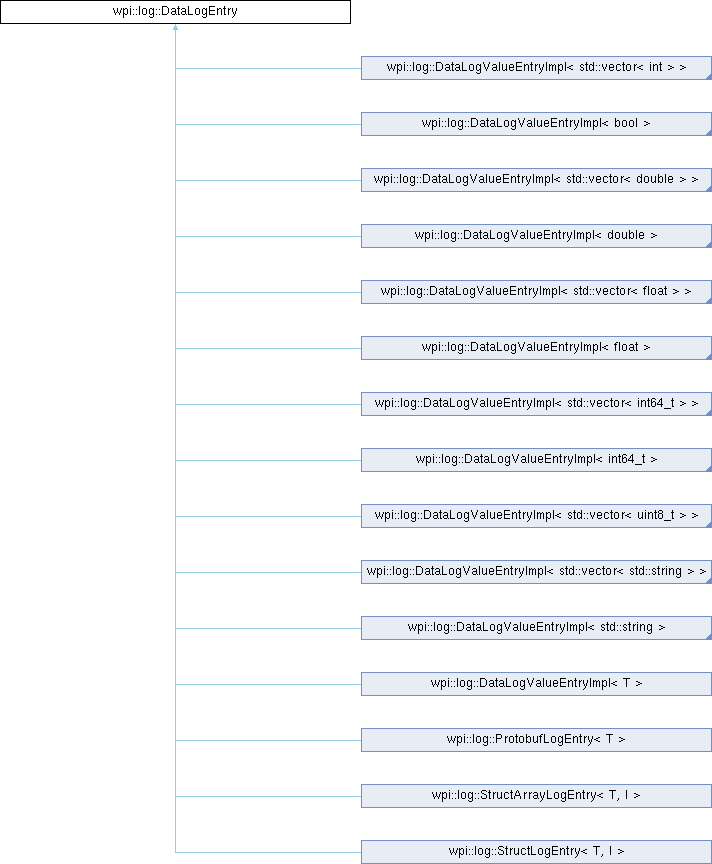 wpi::log::DataLogEntry
wpi::log::DataLogValueEntryImpl< std::vector< int > >
wpi::log::DataLogValueEntryImpl< bool >
wpi::log::DataLogValueEntryImpl< std::vector< double > >
wpi::log::DataLogValueEntryImpl< double >
wpi::log::DataLogValueEntryImpl< std::vector< float > >
wpi::log::DataLogValueEntryImpl< float >
wpi::log::DataLogValueEntryImpl< std::vector< int64_t > >
wpi::log::DataLogValueEntryImpl< int64_t >
wpi::log::DataLogValueEntryImpl< std::vector< uint8_t > >
wpi::log::DataLogValueEntryImpl< std::vector< std::string > >
wpi::log::DataLogValueEntryImpl< std::string >
wpi::log::DataLogValueEntryImpl< T >
wpi::log::ProtobufLogEntry< T >
wpi::log::StructArrayLogEntry< T, I >
wpi::log::StructLogEntry< T, I >